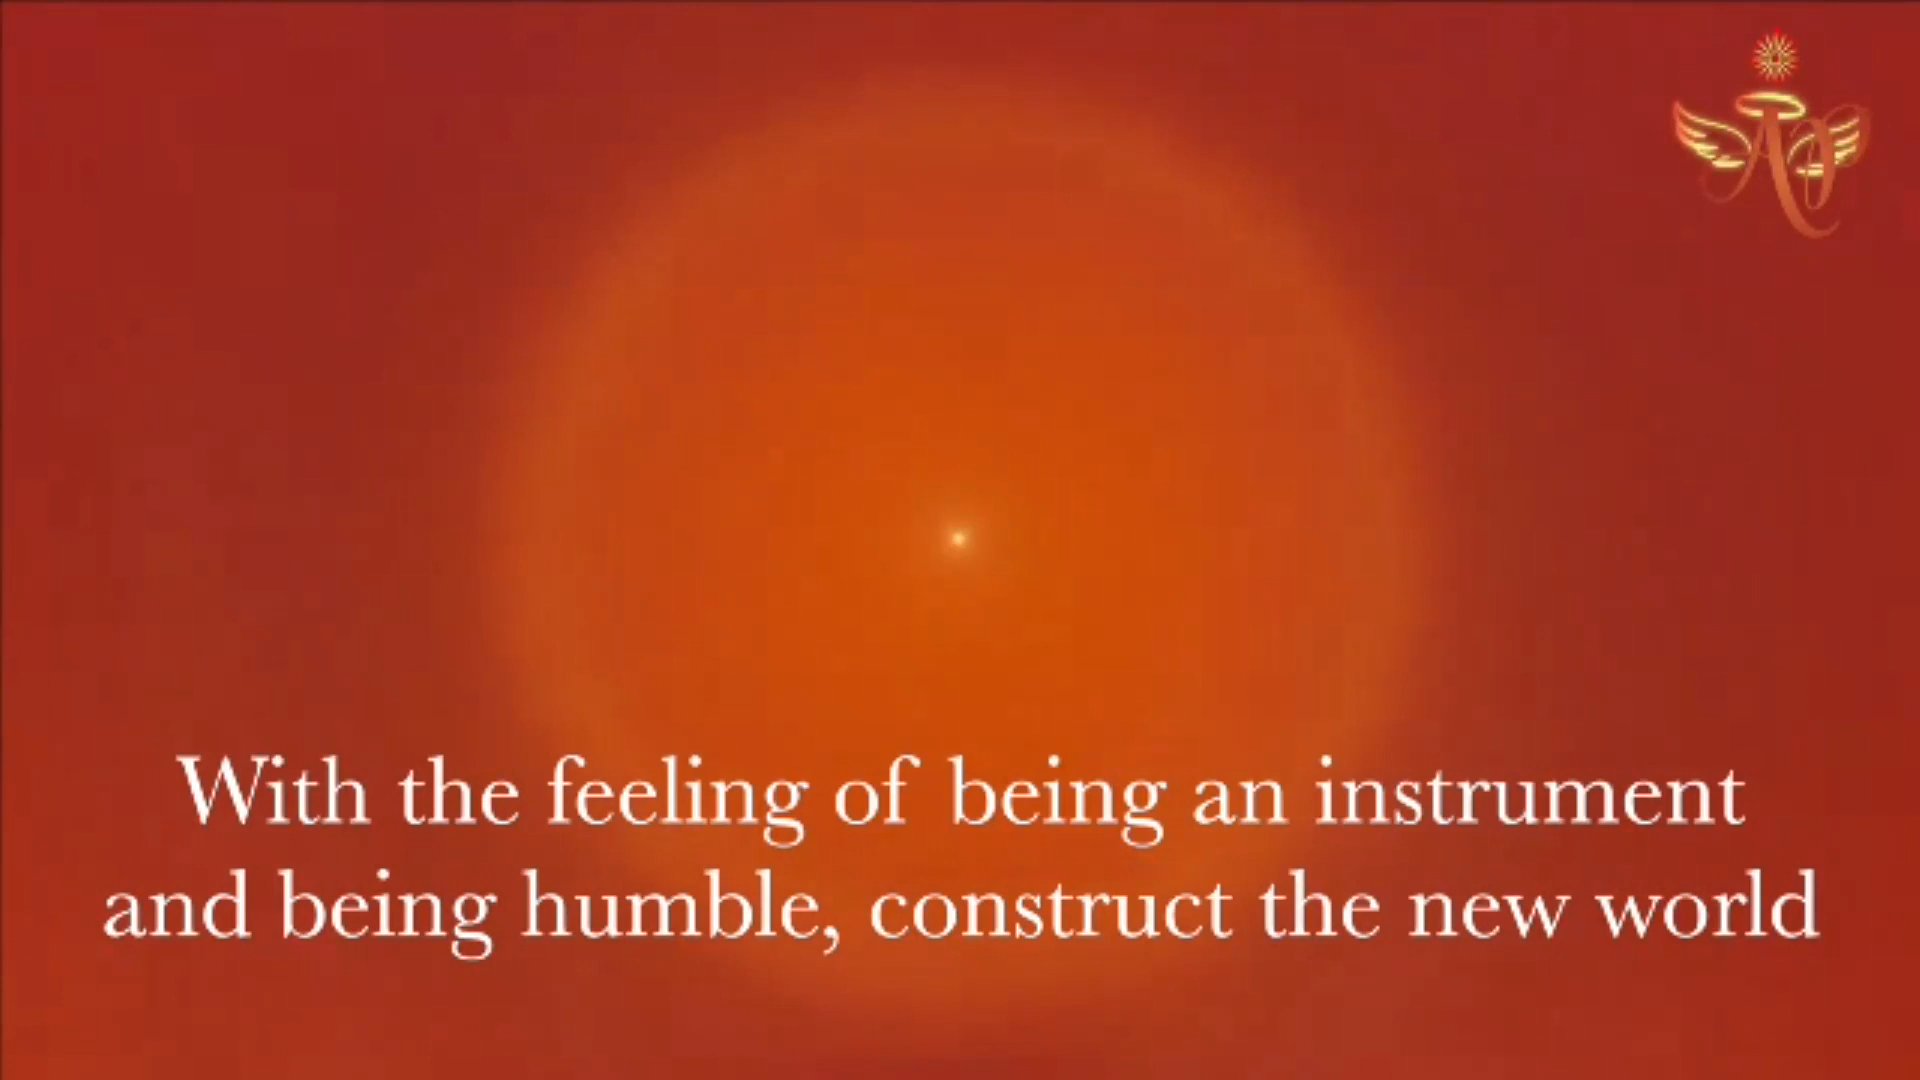 With the feeling of being an instrument
and being humble, construct the new world